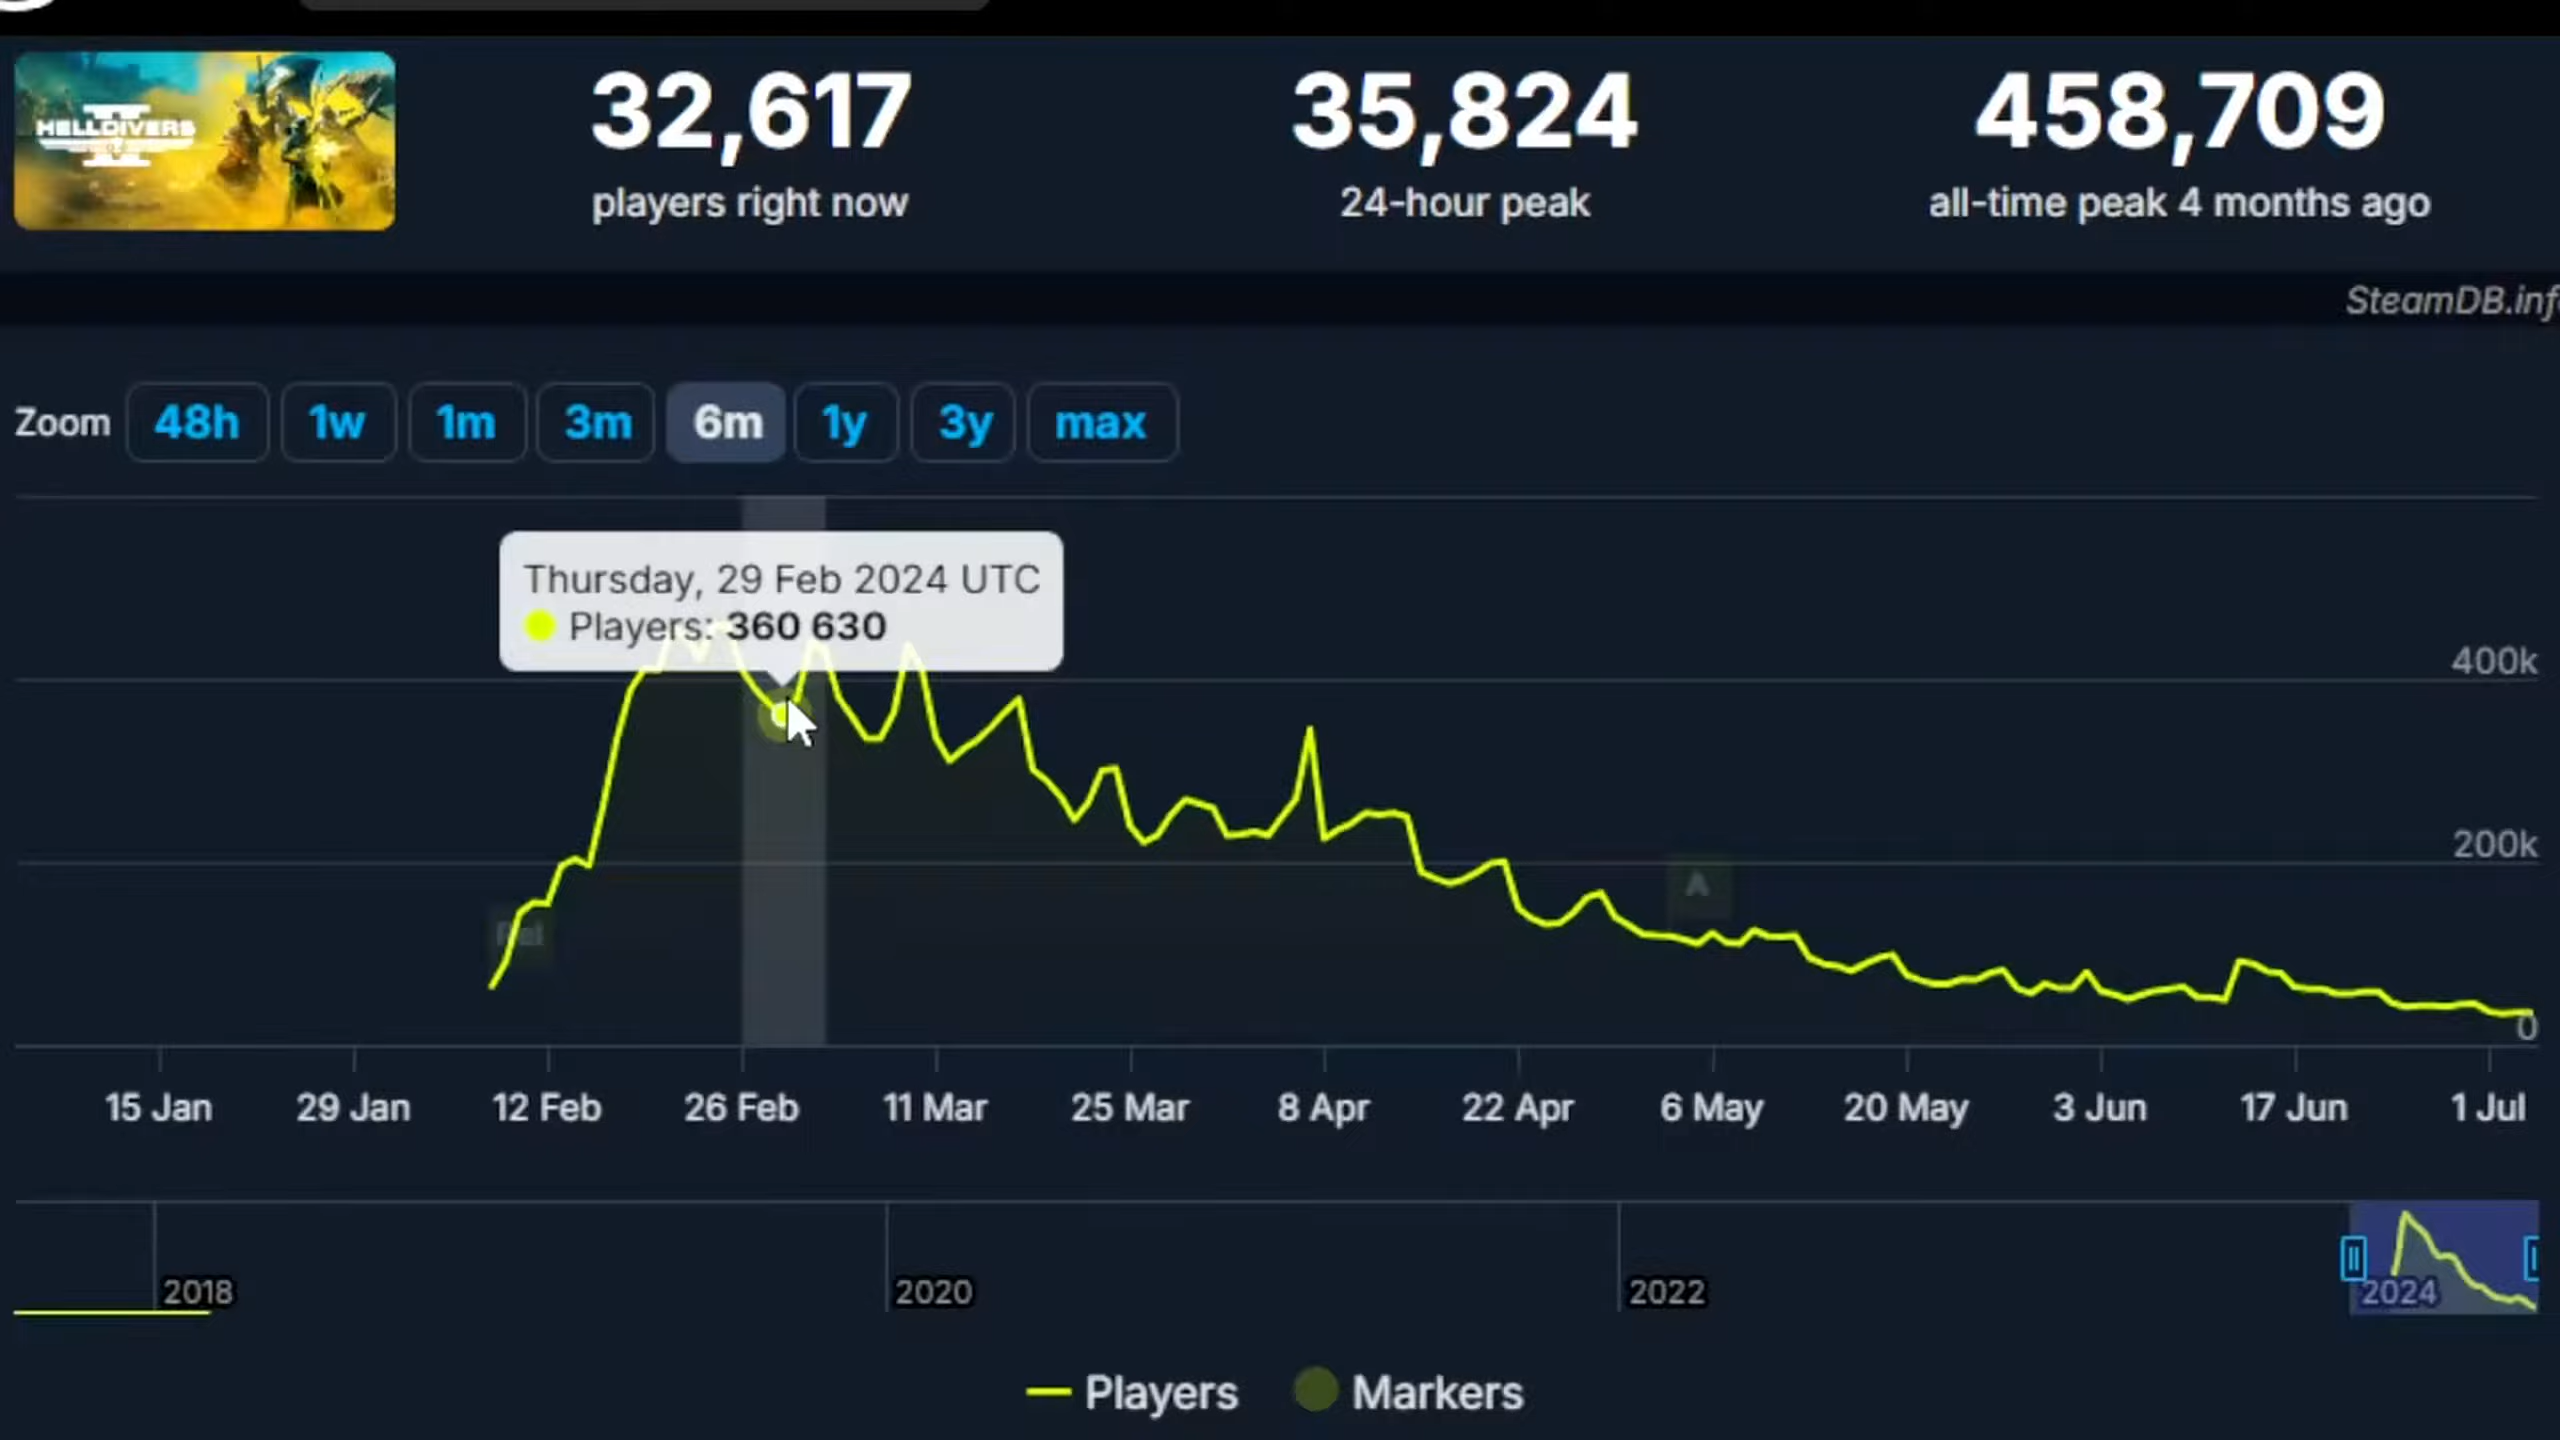 HELLDIVERS
32,617
players right now
35,824
24-hour peak
458,709
all-time peak 4 months ago
SteamDB.inf
Zoom 48h 1w 1m 3m 6m 1y 3y max
Thursday, 29 Feb 2024 UTC
Players: 360 630
400k
200k
A
Rel
0
15 Jan 29 Jan 12 Feb 26 Feb 11 Mar 25 Mar 8 Apr 22 Apr 6 May 20 May 3 Jun 17 Jun 1 Jul
2018 2020 2022 2024
Players Markers